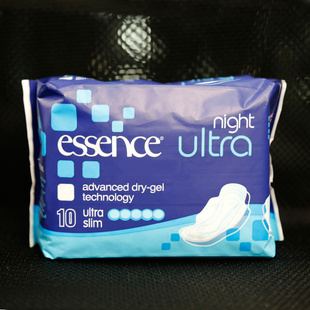 night
essence® ultra
advanced dry-gel
technology
10 ultra
slim